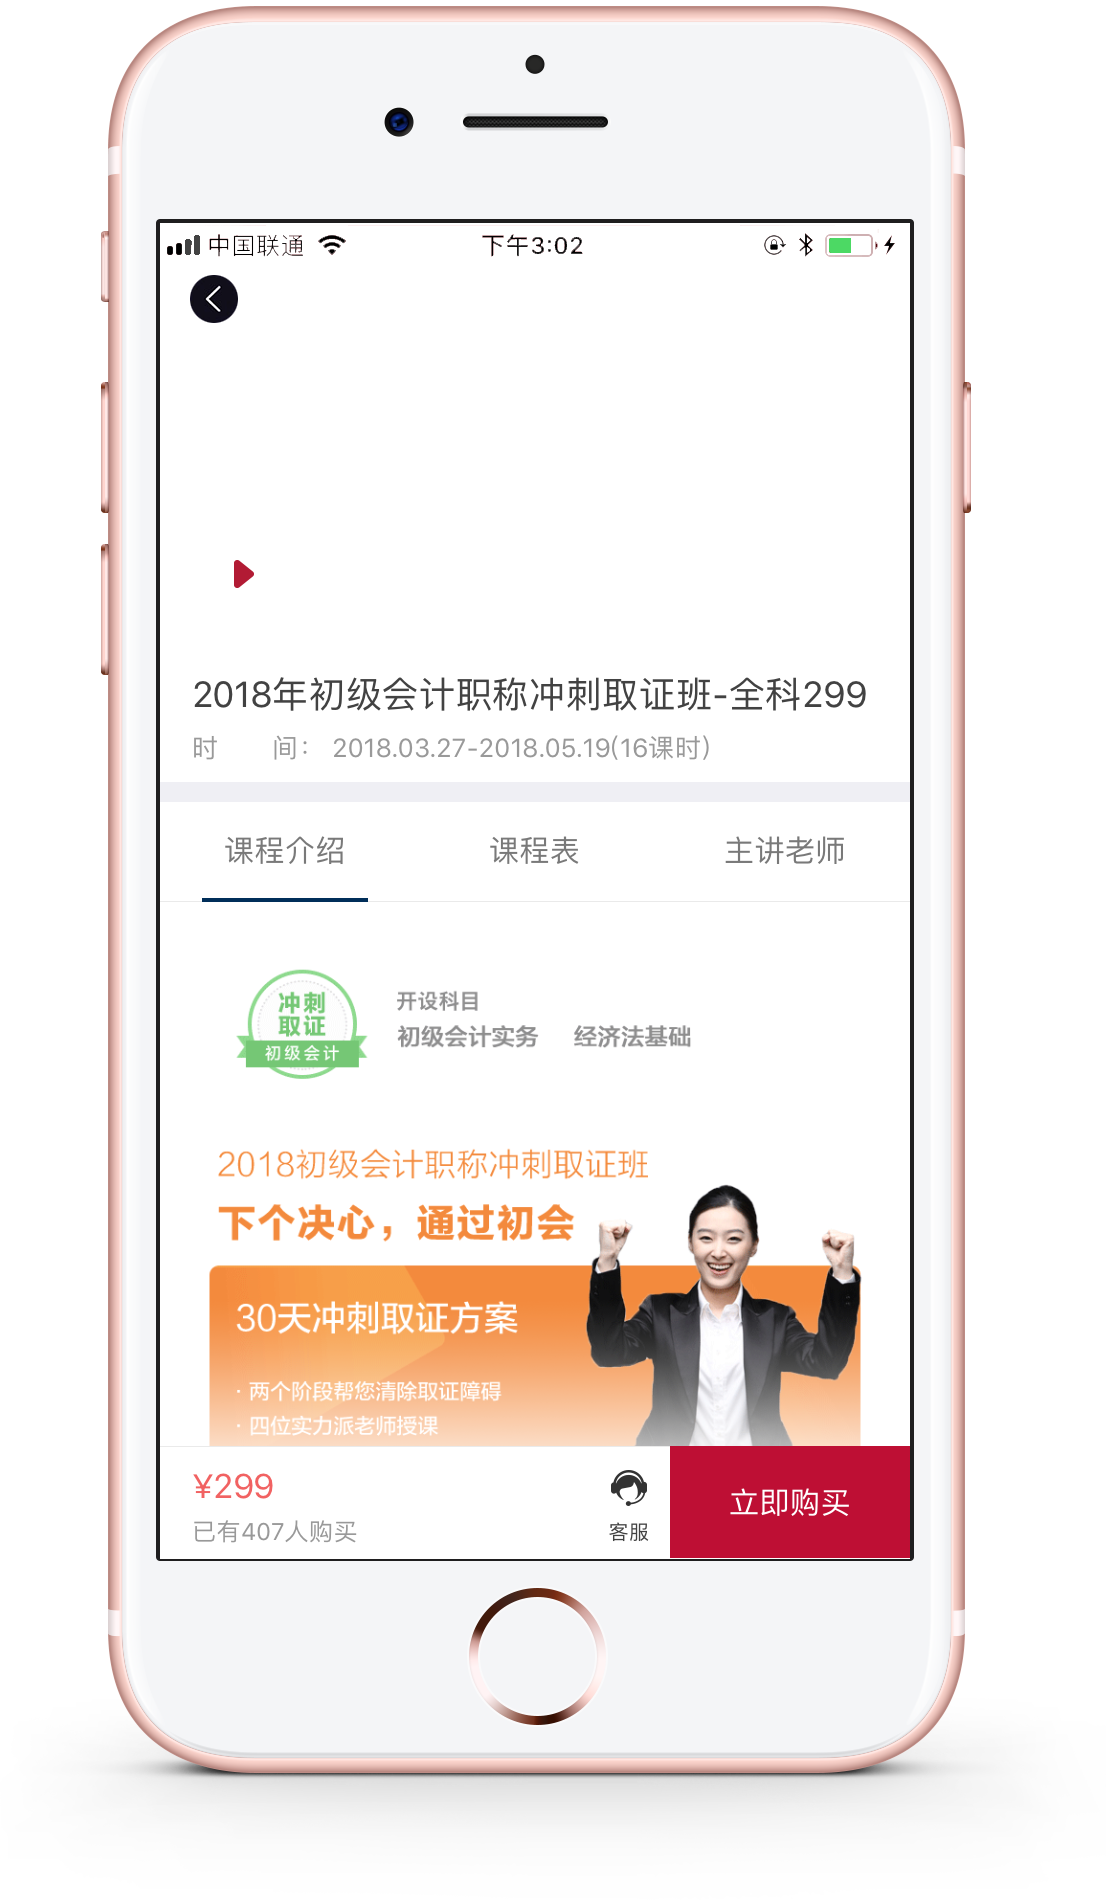 中国联通 下午3:02
2018年初级会计职称冲刺取证班-全科299
时 间： 2018.03.27-2018.05.19(16课时)
课程介绍 课程表 主讲老师
冲刺
取证
初级会计
开设科目
初级会计实务 经济法基础
2018初级会计职称冲刺取证班
下个决心，通过初会
30天冲刺取证方案
· 两个阶段帮您清除取证障碍
· 四位实力派老师授课
¥299
已有407人购买
客服
立即购买